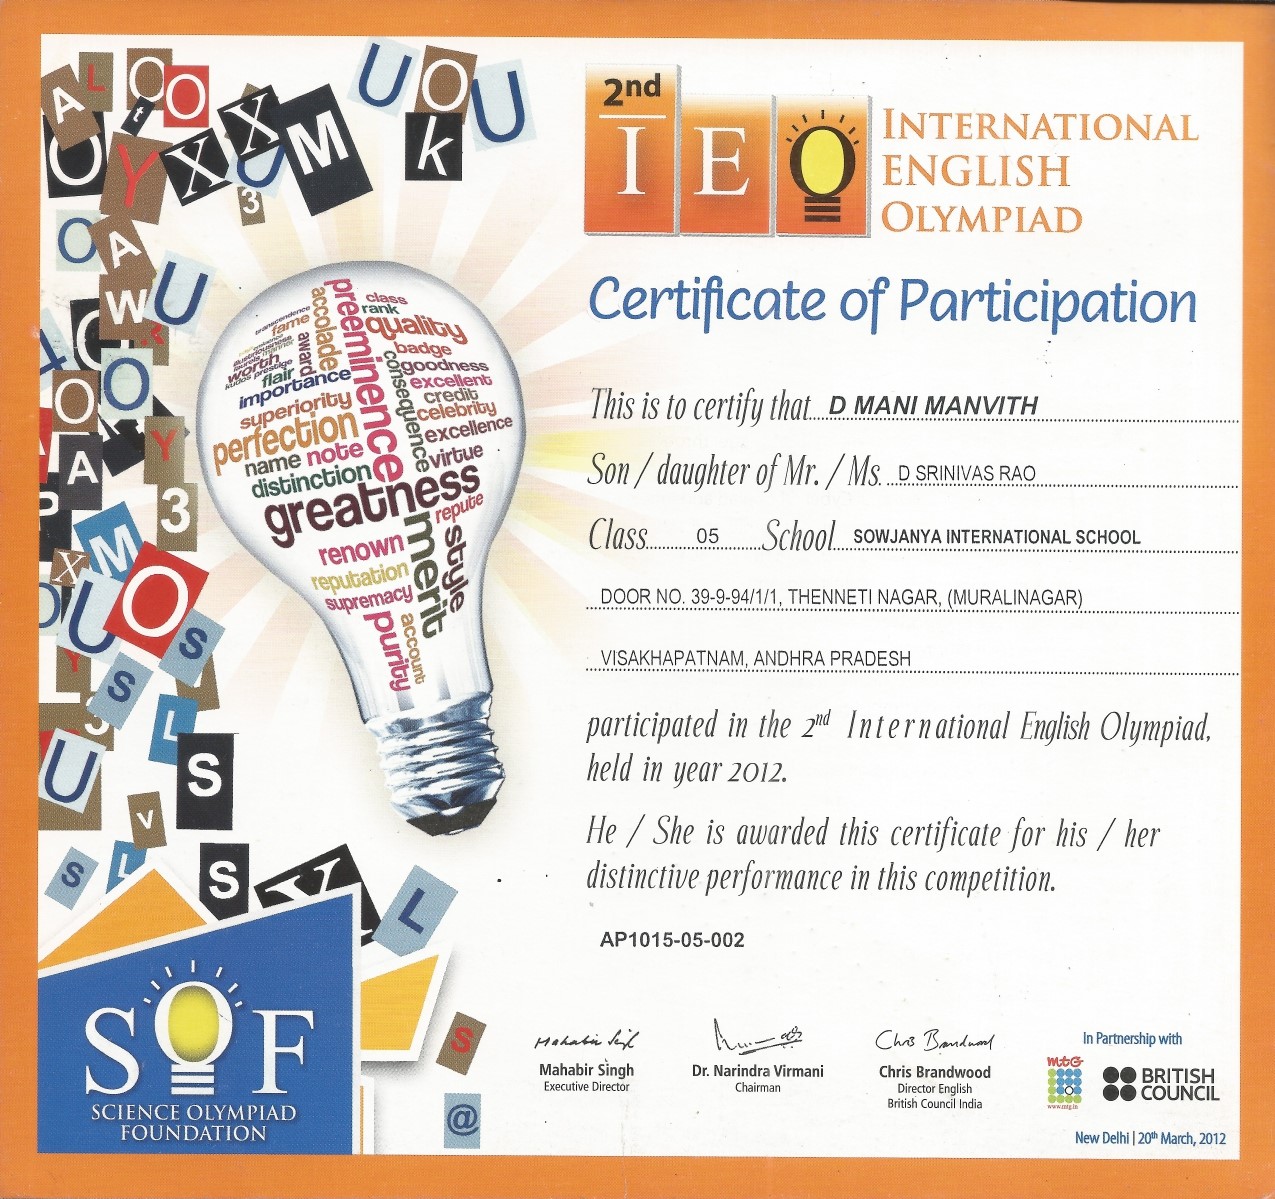 2nd
IEO
INTERNATIONAL
ENGLISH
OLYMPIAD
Certificate of Participation
This is to certify that D MANI MANVITH
Son / daughter of Mr. / Ms. D SRINIVAS RAO
Class 05 School SOWJANYA INTERNATIONAL SCHOOL
DOOR NO. 39-9-94/1/1, THENNETI NAGAR, (MURALINAGAR)
VISAKHAPATNAM, ANDHRA PRADESH
participated in the 2nd International English Olympiad,
held in year 2012.
He / She is awarded this certificate for his / her
distinctive performance in this competition.
AP1015-05-002
Mahabir Singh
Executive Director
Dr. Narindra Virmani
Chairman
Chris Brandwood
Chris Brandwood
Director English
British Council India
In Partnership with
mtG
www.mtg.in
BRITISH
COUNCIL
New Delhi | 20th March, 2012
SOF
SCIENCE OLYMPIAD
FOUNDATION
preeminence
class
rank
quality
accolade
transcendence
fame
award
badge
goodness
worth
kudos prestige
flair
importance
consequence
excellent
credit
celebrity
superiority
perfection
excellence
name note
virtue
distinction
greatness
repute
renown
merit
style
reputation
supremacy
purity
account